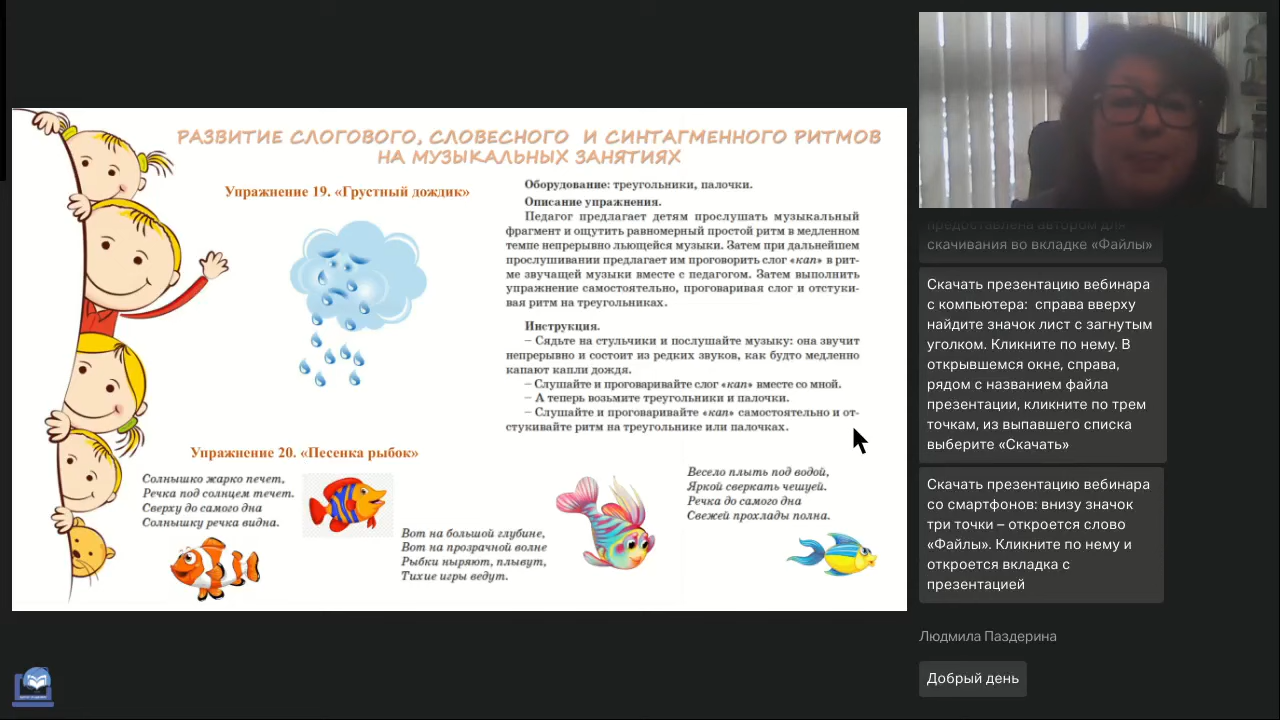 РАЗВИТИЕ СЛОГОВОГО, СЛОВЕСНОГО И СИНТАГМЕННОГО РИТМОВ
НА МУЗЫКАЛЬНЫХ ЗАНЯТИЯХ
Упражнение 19. «Грустный дождик»
Оборудование: треугольники, палочки.
Описание упражнения.
Педагог предлагает детям прослушать музыкальный
фрагмент и ощутить равномерный простой ритм в медленном
темпе непрерывно льющейся музыки. Затем при дальнейшем
прослушивании предлагает им проговорить слог «кап» в рит-
ме звучащей музыки вместе с педагогом. Затем выполнить
упражнение самостоятельно, проговаривая слог и отстуки-
вая ритм на треугольниках.
Инструкция.
– Сядьте на стульчики и послушайте музыку: она звучит
непрерывно и состоит из редких звуков, как будто медленно
капают капли дождя.
– Слушайте и проговаривайте слог «кап» вместе со мной.
– А теперь возьмите треугольники и палочки.
– Слушайте и проговаривайте «кап» самостоятельно и от-
стукивайте ритм на треугольнике или палочках.
Упражнение 20. «Песенка рыбок»
Солнышко жарко печет,
Речка под солнцем течет.
Сверху до самого дна
Солнышку речка видна.
Вот на большой глубине,
Вот на прозрачной волне
Рыбки ныряют, плывут,
Тихие игры ведут.
Весело плыть под водой,
Яркой сверкать чешуей.
Речка до самого дна
Свежей прохлады полна.
предоставлена автором для
скачивания во вкладке «Файлы»
Скачать презентацию вебинара
с компьютера: справа вверху
найдите значок лист с загнутым
уголком. Кликните по нему. В
открывшемся окне, справа,
рядом с названием файла
презентации, кликните по трем
точкам, из выпавшего списка
выберите «Скачать»
Скачать презентацию вебинара
со смартфонов: внизу значок
три точки – откроется слово
«Файлы». Кликните по нему и
откроется вкладка с
презентацией
Людмила Паздерина
Добрый день